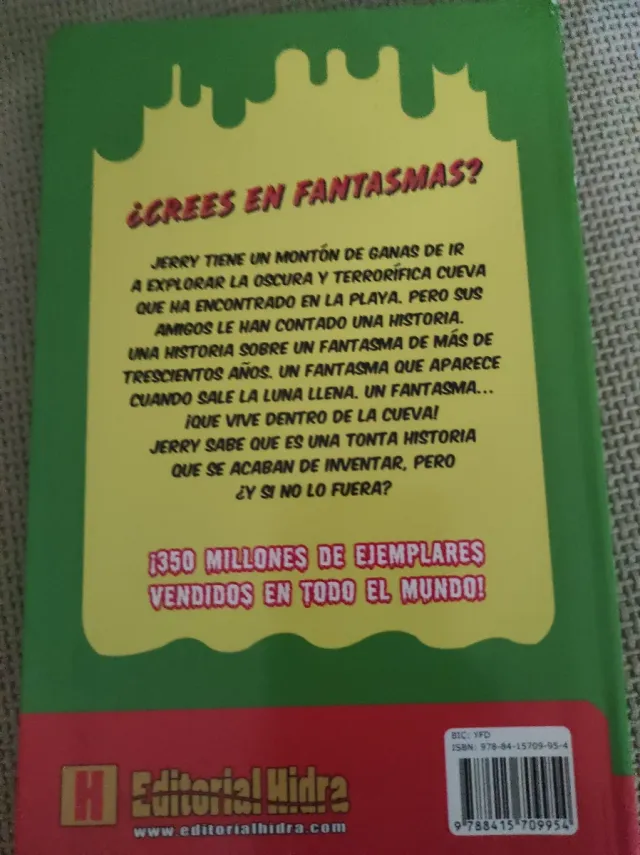 ¿CREES EN FANTASMAS?
JERRY TIENE UN MONTÓN DE GANAS DE IR
A EXPLORAR LA OSCURA Y TERRORÍFICA CUEVA
QUE HA ENCONTRADO EN LA PLAYA. PERO SUS
AMIGOS LE HAN CONTADO UNA HISTORIA.
UNA HISTORIA SOBRE UN FANTASMA DE MÁS DE
TRESCIENTOS AÑOS. UN FANTASMA QUE APARECE
CUANDO SALE LA LUNA LLENA. UN FANTASMA...
¡QUE VIVE DENTRO DE LA CUEVA!
JERRY SABE QUE ES UNA TONTA HISTORIA
QUE SE ACABAN DE INVENTAR, PERO
¿Y SI NO LO FUERA?
¡350 MILLONES DE EJEMPLARES
VENDIDOS EN TODO EL MUNDO!
BIC: YFD
ISBN: 978-84-15709-95-4
9 788415 709954
H Editorial Hidra
www.editorialhidra.com